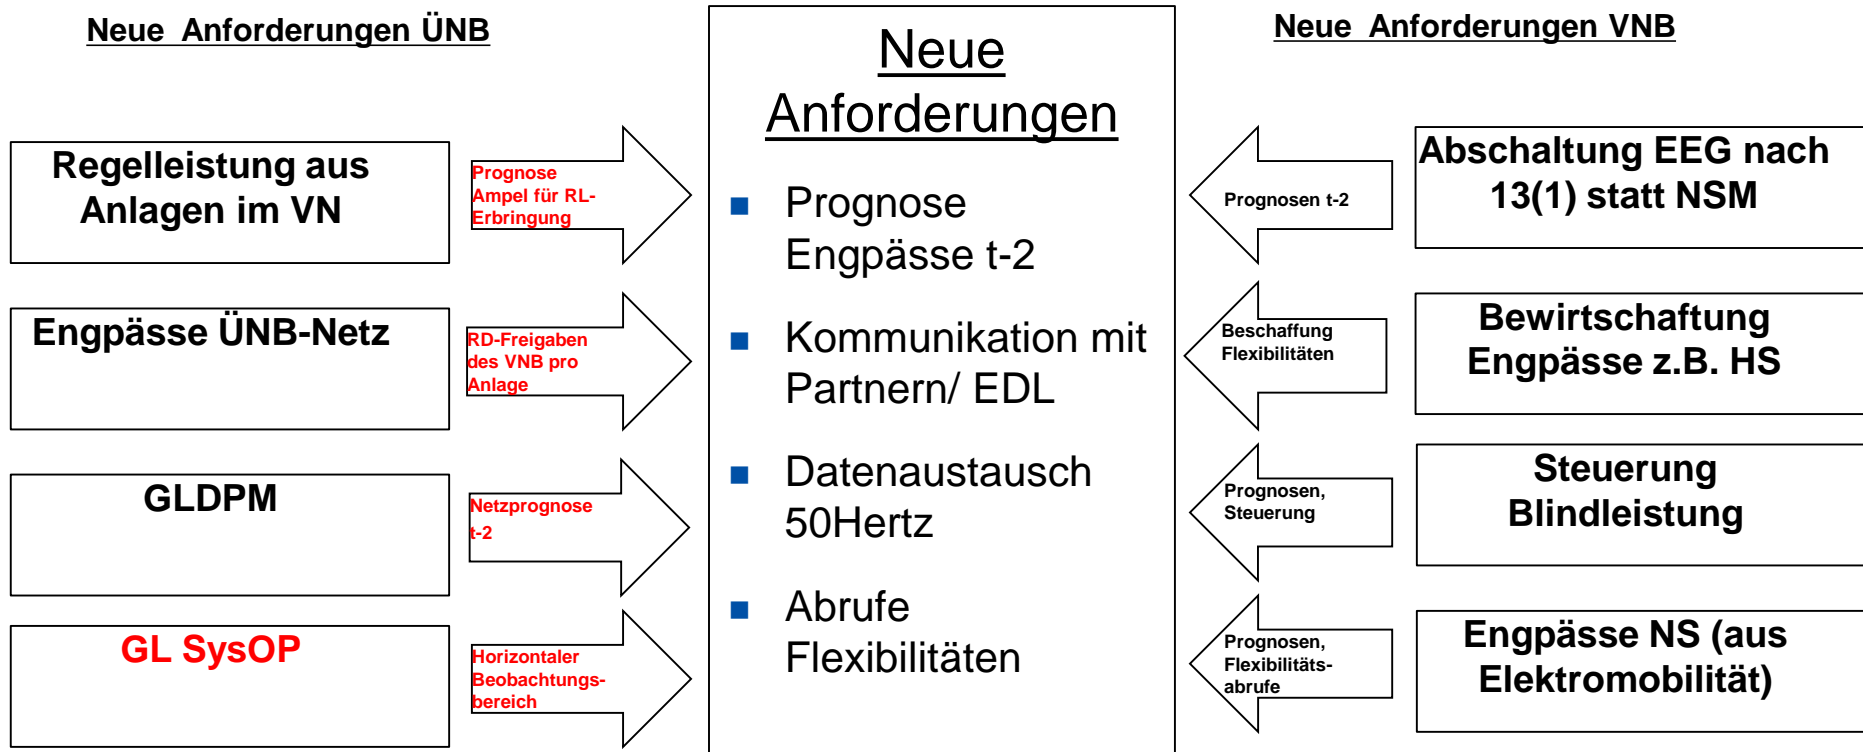 Neue Anforderungen ÜNB
Regelleistung aus
Anlagen im VN
Prognose
Ampel für RL-
Erbringung
Engpässe ÜNB-Netz
RD-Freigaben
des VNB pro
Anlage
GLDPM
Netzprognose
t-2
GL SysOP
Horizontaler
Beobachtungs-
bereich
Neue
Anforderungen
Prognose
Engpässe t-2
Kommunikation mit
Partnern/ EDL
Datenaustausch
50Hertz
Abrufe
Flexibilitäten
Neue Anforderungen VNB
Prognosen t-2
Abschaltung EEG nach
13(1) statt NSM
Beschaffung
Flexibilitäten
Bewirtschaftung
Engpässe z.B. HS
Prognosen,
Steuerung
Steuerung
Blindleistung
Prognosen,
Flexibilitäts-
abrufe
Engpässe NS (aus
Elektromobilität)